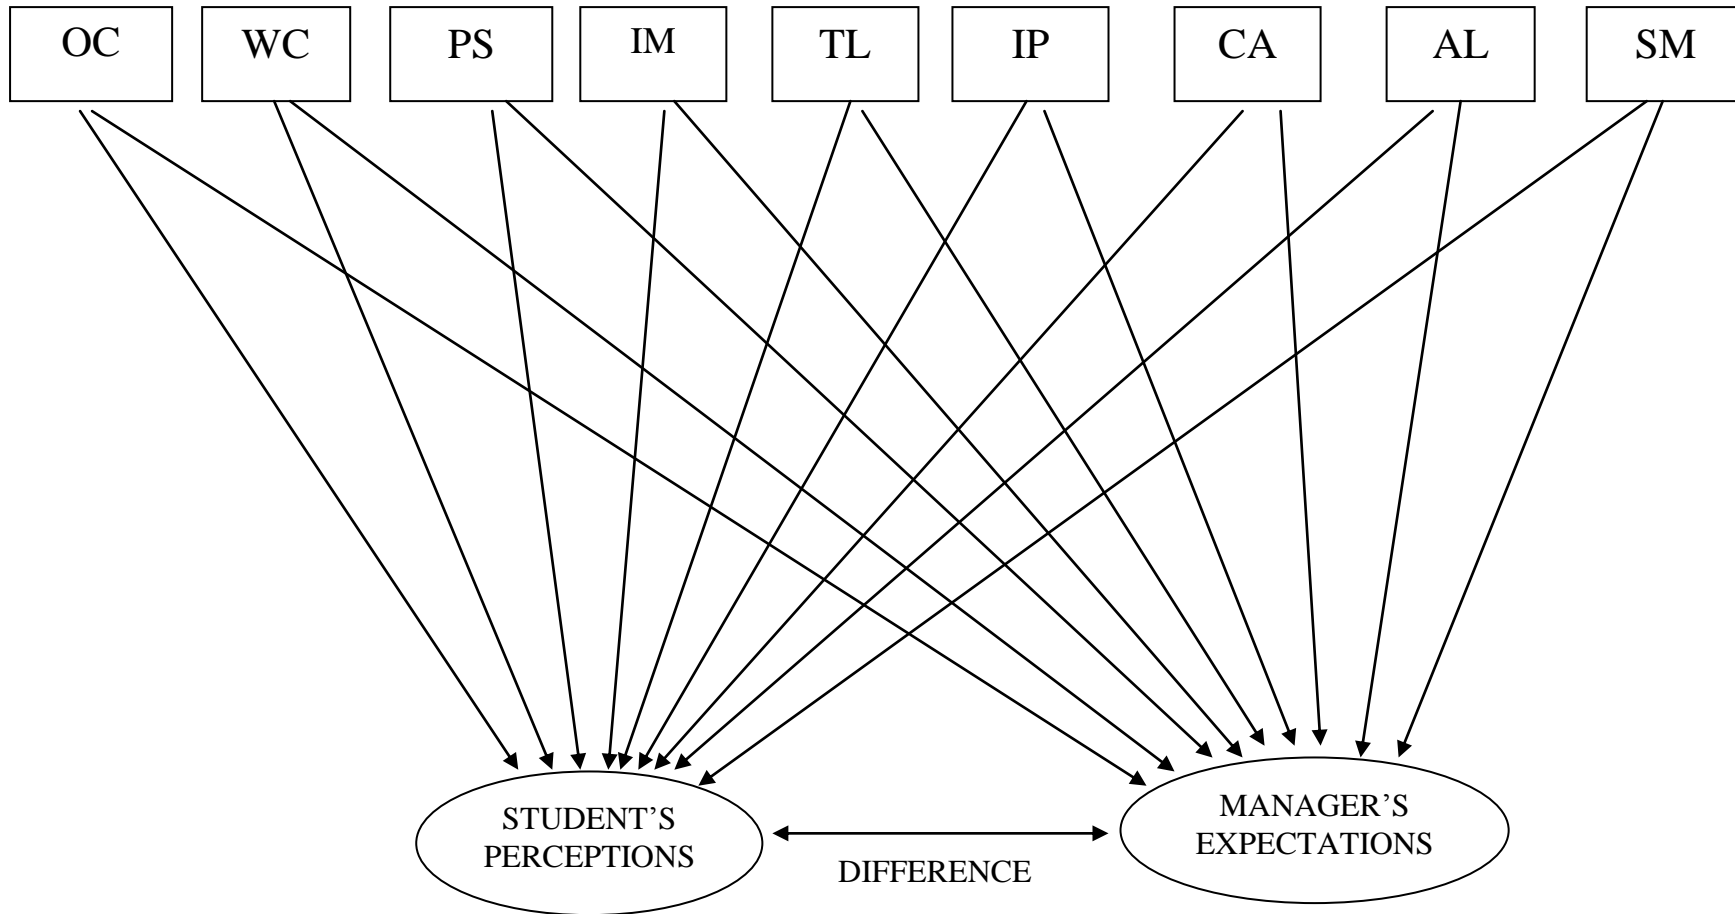 OC
WC
PS
IM
TL
IP
CA
AL
SM
STUDENT’S
PERCEPTIONS
MANAGER’S
EXPECTATIONS
DIFFERENCE